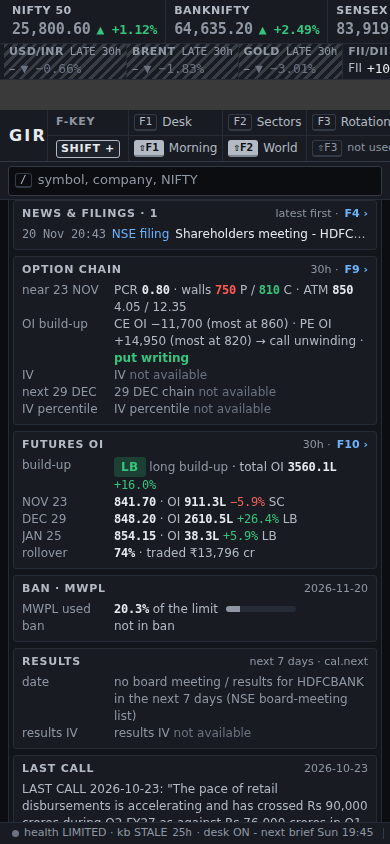 NIFTY 50 BANKNIFTY SENSEX
25,800.60 ▲ +1.12% 64,635.20 ▲ +2.49% 83,919
USD/INR LATE 30h BRENT LATE 30h GOLD LATE 30h FII/DII
– ▼ −0.66% – ▼ −1.83% – ▼ −3.01% FII +10
GIR
F-KEY F1 Desk F2 Sectors F3 Rotation
SHIFT + ⇧F1 Morning ⇧F2 World ⇧F3 not used
/ symbol, company, NIFTY
NEWS & FILINGS · 1 latest first · F4 ›
20 Nov 20:43 NSE filing Shareholders meeting - HDFC…
OPTION CHAIN 30h · F9 ›
near 23 NOV PCR 0.80 · walls 750 P / 810 C · ATM 850
4.05 / 12.35
OI build-up CE OI −11,700 (most at 860) · PE OI
+14,950 (most at 820) → call unwinding ·
put writing
IV IV not available
next 29 DEC 29 DEC chain not available
IV percentile IV percentile not available
FUTURES OI 30h · F10 ›
build-up LB long build-up · total OI 3560.1L
+16.0%
NOV 23 841.70 · OI 911.3L −5.9% SC
DEC 29 848.20 · OI 2610.5L +26.4% LB
JAN 25 854.15 · OI 38.3L +5.9% LB
rollover 74% · traded ₹13,796 cr
BAN · MWPL 2026-11-20
MWPL used 20.3% of the limit
ban not in ban
RESULTS next 7 days · cal.next
date no board meeting / results for HDFCBANK
in the next 7 days (NSE board-meeting
list)
results IV results IV not available
LAST CALL 2026-10-23
LAST CALL 2026-10-23: "The pace of retail
disbursements is accelerating and has crossed Rs 90,000
crores during Q2 FY27 as against Rs 76,000 crores in Q1
health LIMITED · kb STALE 25h · desk ON - next brief Sun 19:45